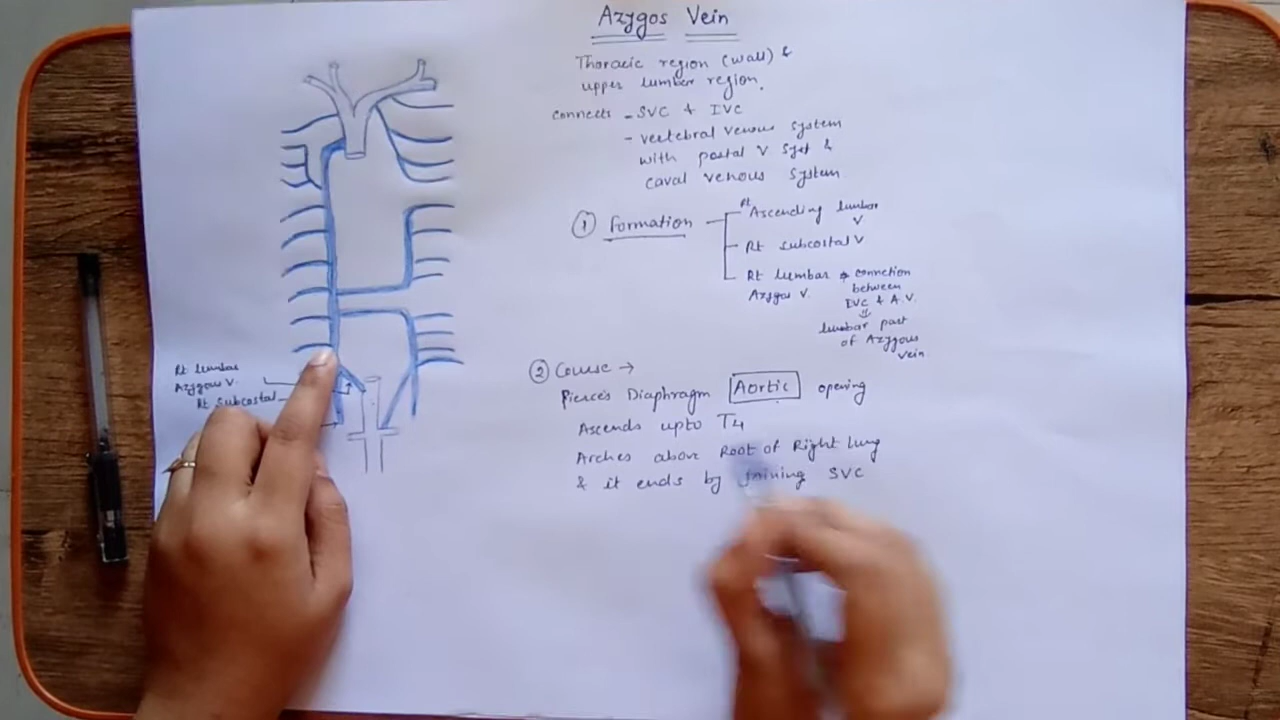 Azygos Vein
Thoracic region (wall) &
upper lumber region.
connects - SVC & IVC
- vertebral venous system
with postal V syst &
caval venous system
① Formation
Rt Ascending lumbar
V
Rt subcostal V
Rt lumbar
Azygos V.
connection
between
IVC & A.V.
lumbar part
of Azygous
vein
② Course →
Pierces Diaphragm Aortic opening
Ascends upto T4
Arches above Root of Right lung
& it ends by joining SVC
Rt lumbar
Azygous V.
Rt Subcostal